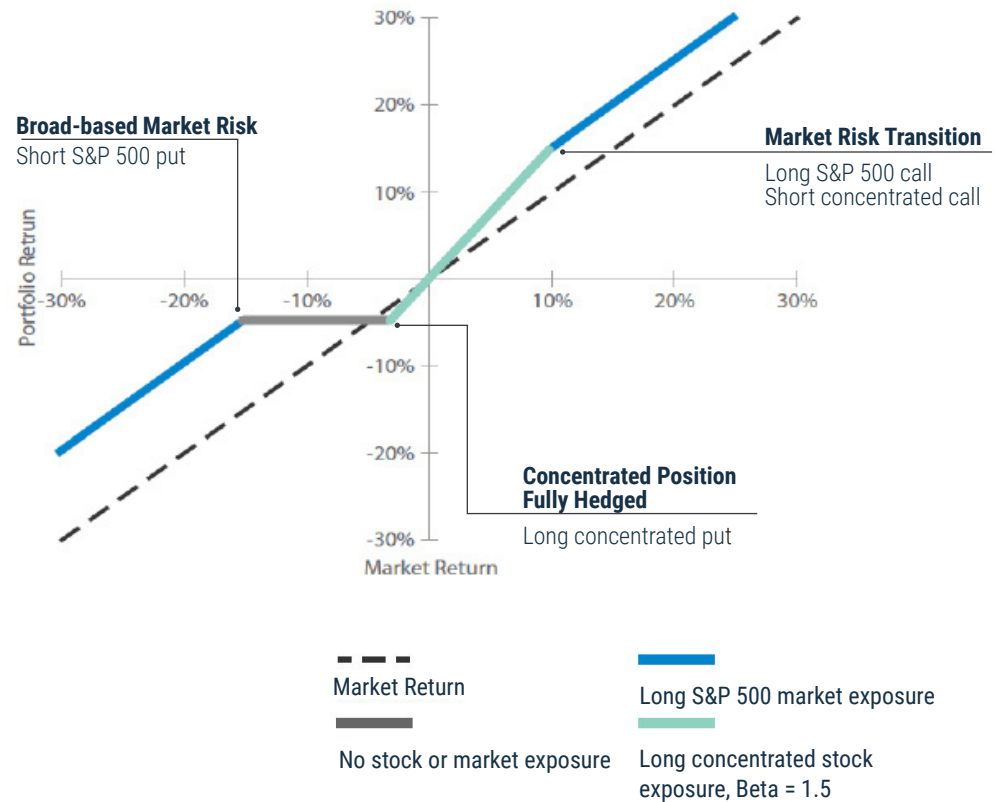 30%
20%
10%
Broad-based Market Risk
Short S&P 500 put
Market Risk Transition
Long S&P 500 call
Short concentrated call
Portfolio Retrun
-30%
-20%
-10%
10%
20%
30%
-10%
-20%
-30%
Concentrated Position
Fully Hedged
Long concentrated put
Market Return
Market Return
Long S&P 500 market exposure
No stock or market exposure
Long concentrated stock
exposure, Beta = 1.5